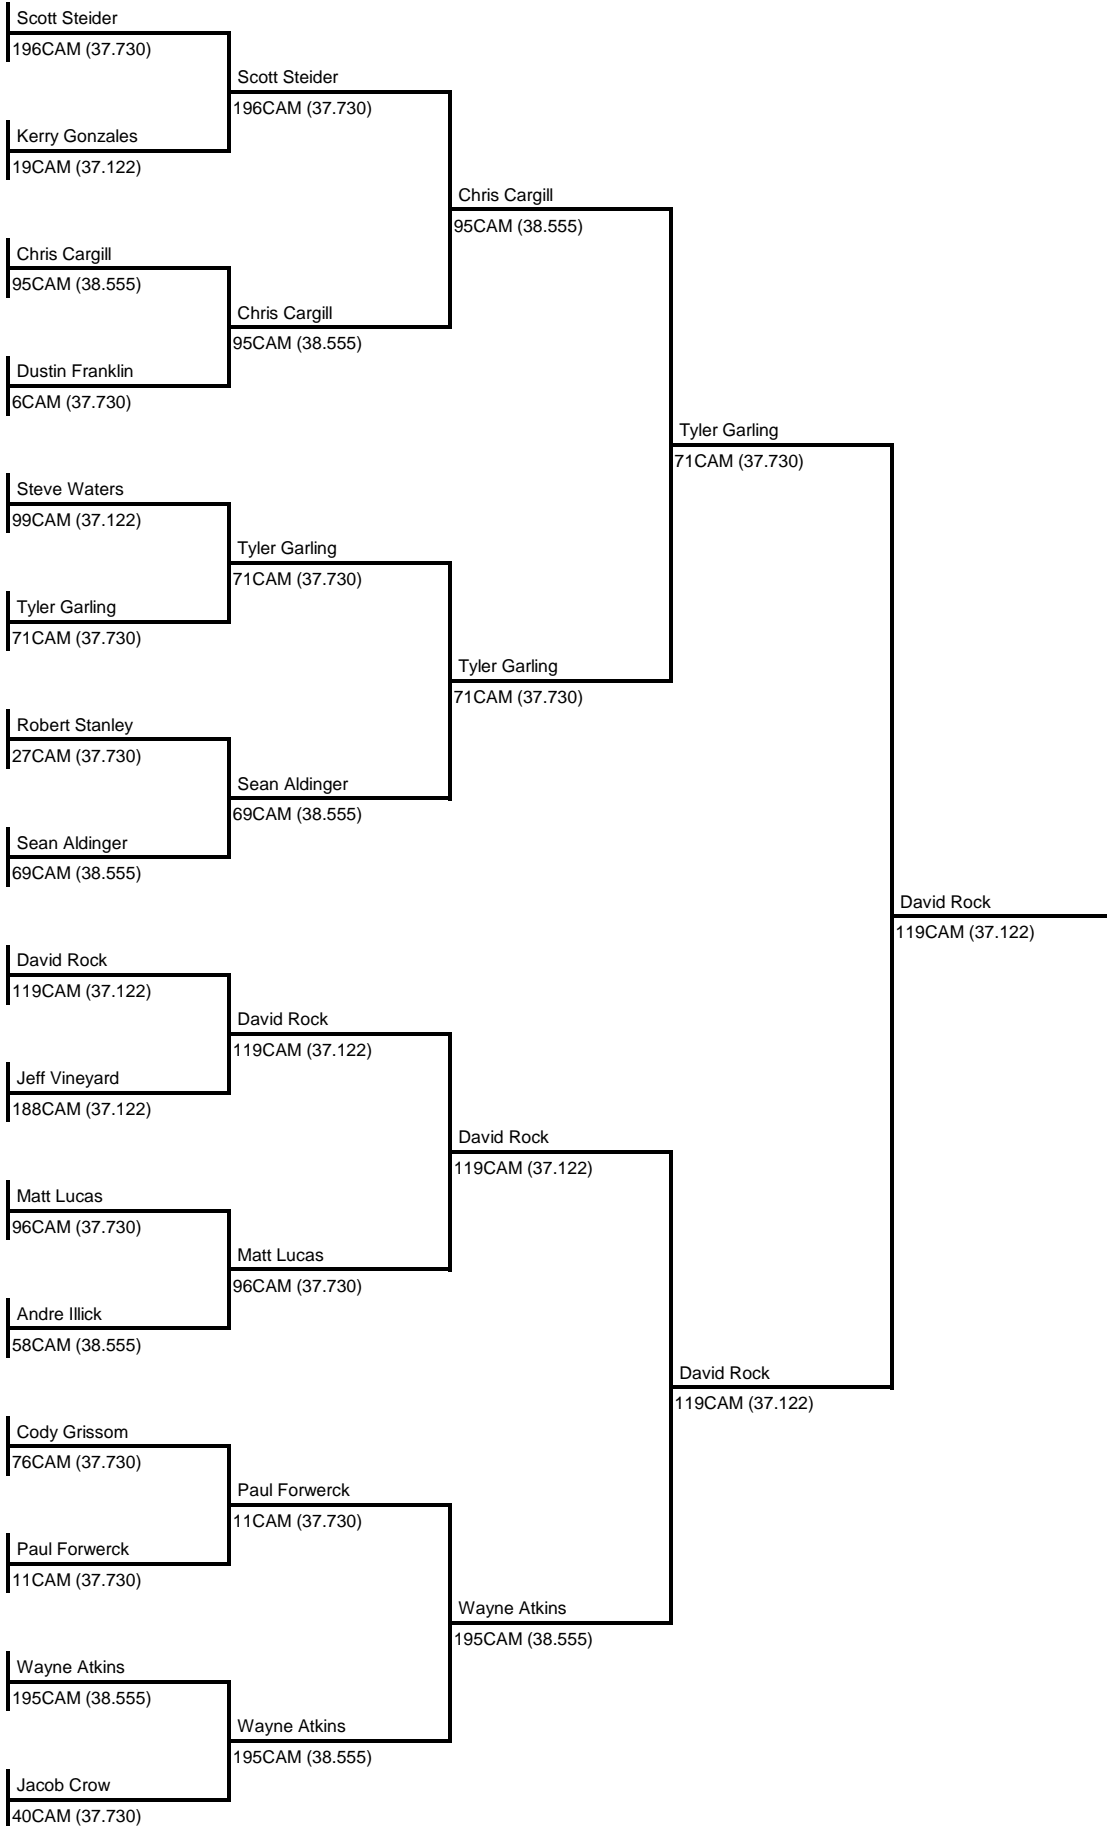 Scott Steider
196CAM (37.730)
Scott Steider
196CAM (37.730)
Kerry Gonzales
19CAM (37.122)
Chris Cargill
95CAM (38.555)
Chris Cargill
95CAM (38.555)
Chris Cargill
95CAM (38.555)
Dustin Franklin
6CAM (37.730)
Tyler Garling
71CAM (37.730)
Steve Waters
99CAM (37.122)
Tyler Garling
71CAM (37.730)
Tyler Garling
71CAM (37.730)
Tyler Garling
71CAM (37.730)
Robert Stanley
27CAM (37.730)
Sean Aldinger
69CAM (38.555)
Sean Aldinger
69CAM (38.555)
David Rock
119CAM (37.122)
David Rock
119CAM (37.122)
David Rock
119CAM (37.122)
Jeff Vineyard
188CAM (37.122)
David Rock
119CAM (37.122)
Matt Lucas
96CAM (37.730)
Matt Lucas
96CAM (37.730)
Andre Illick
58CAM (38.555)
David Rock
119CAM (37.122)
Cody Grissom
76CAM (37.730)
Paul Forwerck
11CAM (37.730)
Paul Forwerck
11CAM (37.730)
Wayne Atkins
195CAM (38.555)
Wayne Atkins
195CAM (38.555)
Wayne Atkins
195CAM (38.555)
Jacob Crow
40CAM (37.730)